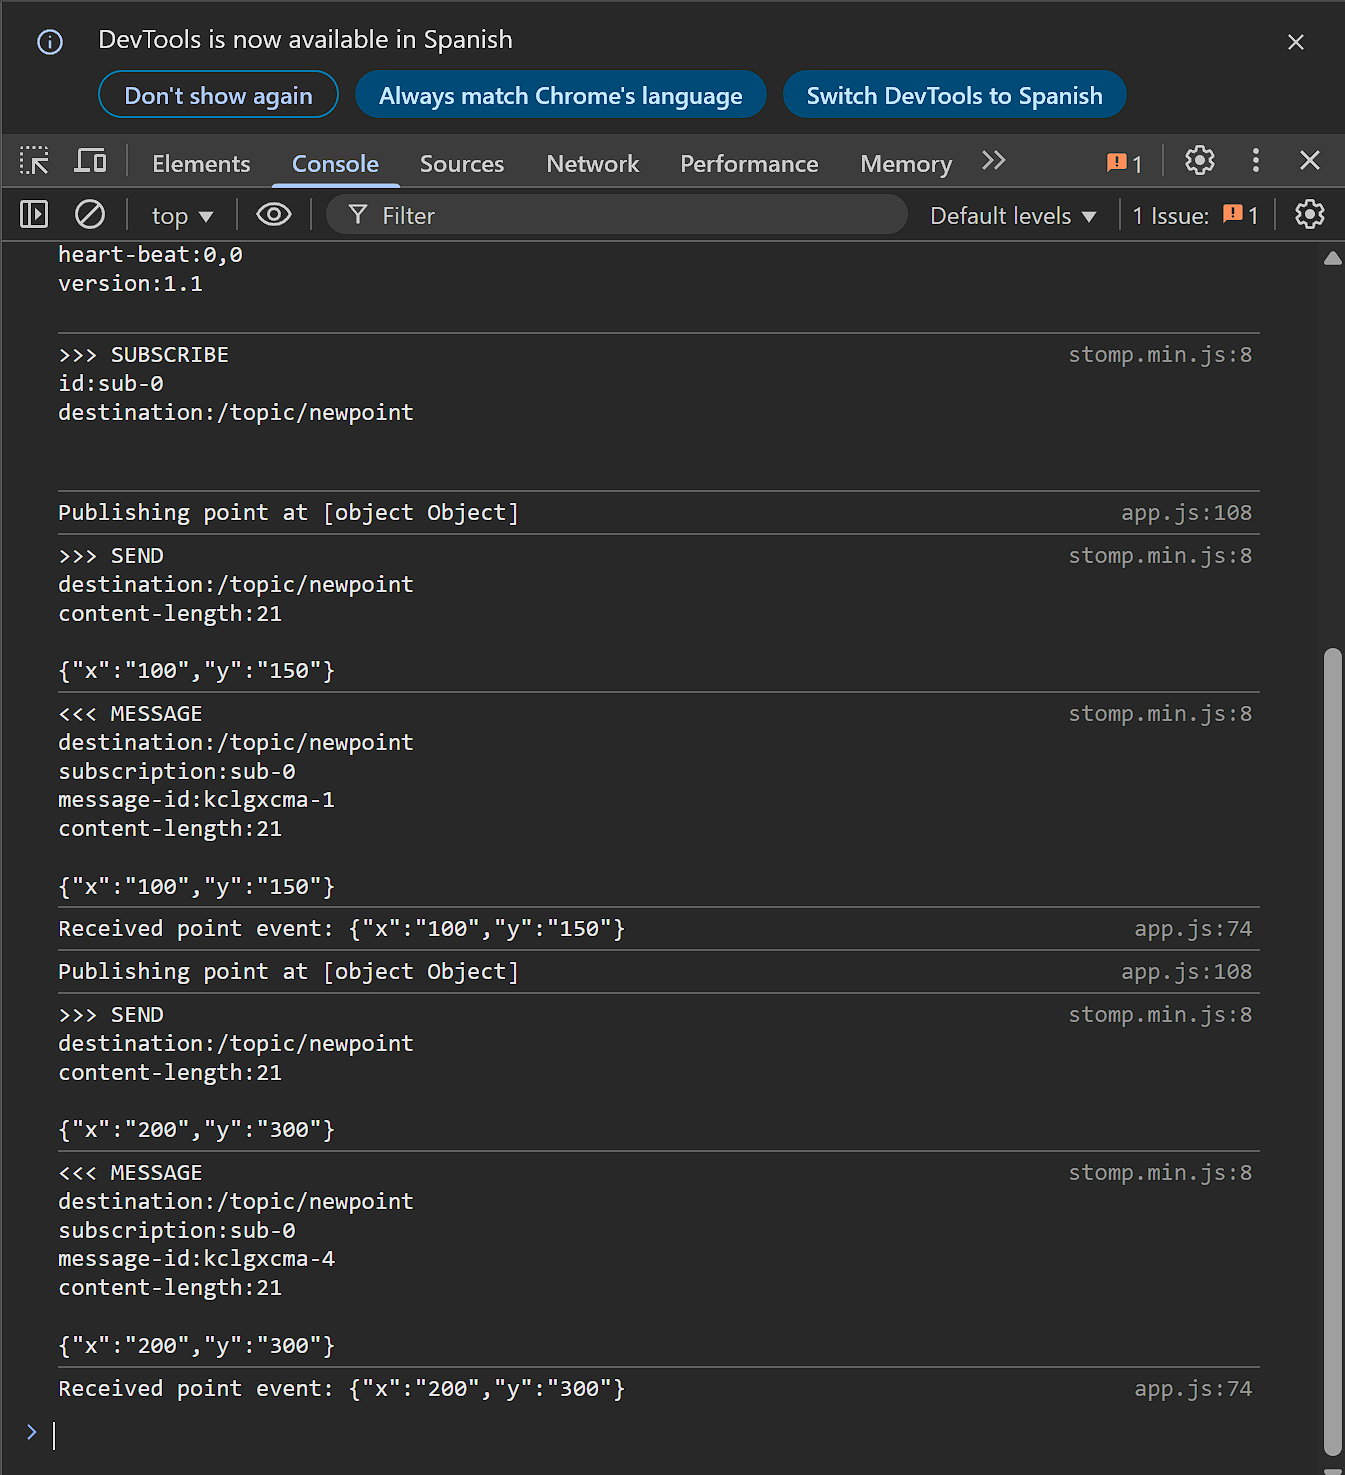 DevTools is now available in Spanish
Don't show again
Always match Chrome's language
Switch DevTools to Spanish
Elements
Console
Sources
Network
Performance
Memory
1
top
Filter
Default levels
1 Issue:
1
heart-beat:0,0
version:1.1
>>> SUBSCRIBE stomp.min.js:8
id:sub-0
destination:/topic/newpoint
Publishing point at [object Object] app.js:108
>>> SEND stomp.min.js:8
destination:/topic/newpoint
content-length:21
{"x":"100","y":"150"}
<<< MESSAGE stomp.min.js:8
destination:/topic/newpoint
subscription:sub-0
message-id:kclgxcma-1
content-length:21
{"x":"100","y":"150"}
Received point event: {"x":"100","y":"150"} app.js:74
Publishing point at [object Object] app.js:108
>>> SEND stomp.min.js:8
destination:/topic/newpoint
content-length:21
{"x":"200","y":"300"}
<<< MESSAGE stomp.min.js:8
destination:/topic/newpoint
subscription:sub-0
message-id:kclgxcma-4
content-length:21
{"x":"200","y":"300"}
Received point event: {"x":"200","y":"300"} app.js:74